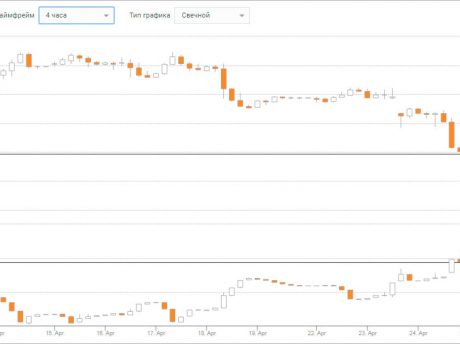 аймфрейм 4 часа Тип графика Свечной
Apr 15. Apr 16. Apr 17. Apr 18. Apr 19. Apr 22. Apr 23. Apr 24. Apr